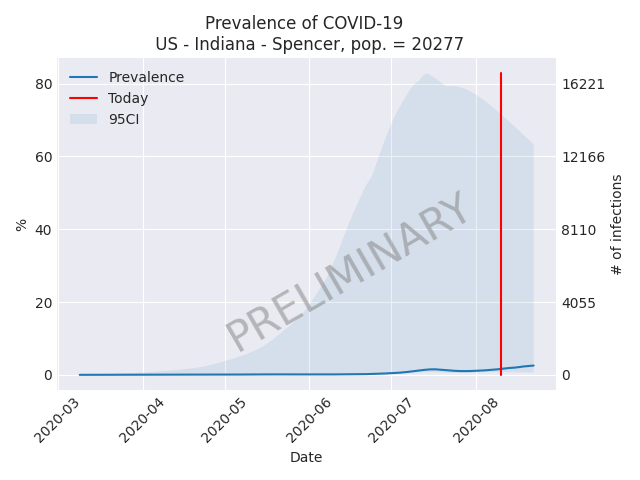 Prevalence of COVID-19
US - Indiana - Spencer, pop. = 20277
Prevalence
Today
95CI
80
60
40
20
0
%
16221
12166
8110
4055
0
# of infections
PRELIMINARY
2020-03
2020-04
2020-05
2020-06
2020-07
2020-08
Date